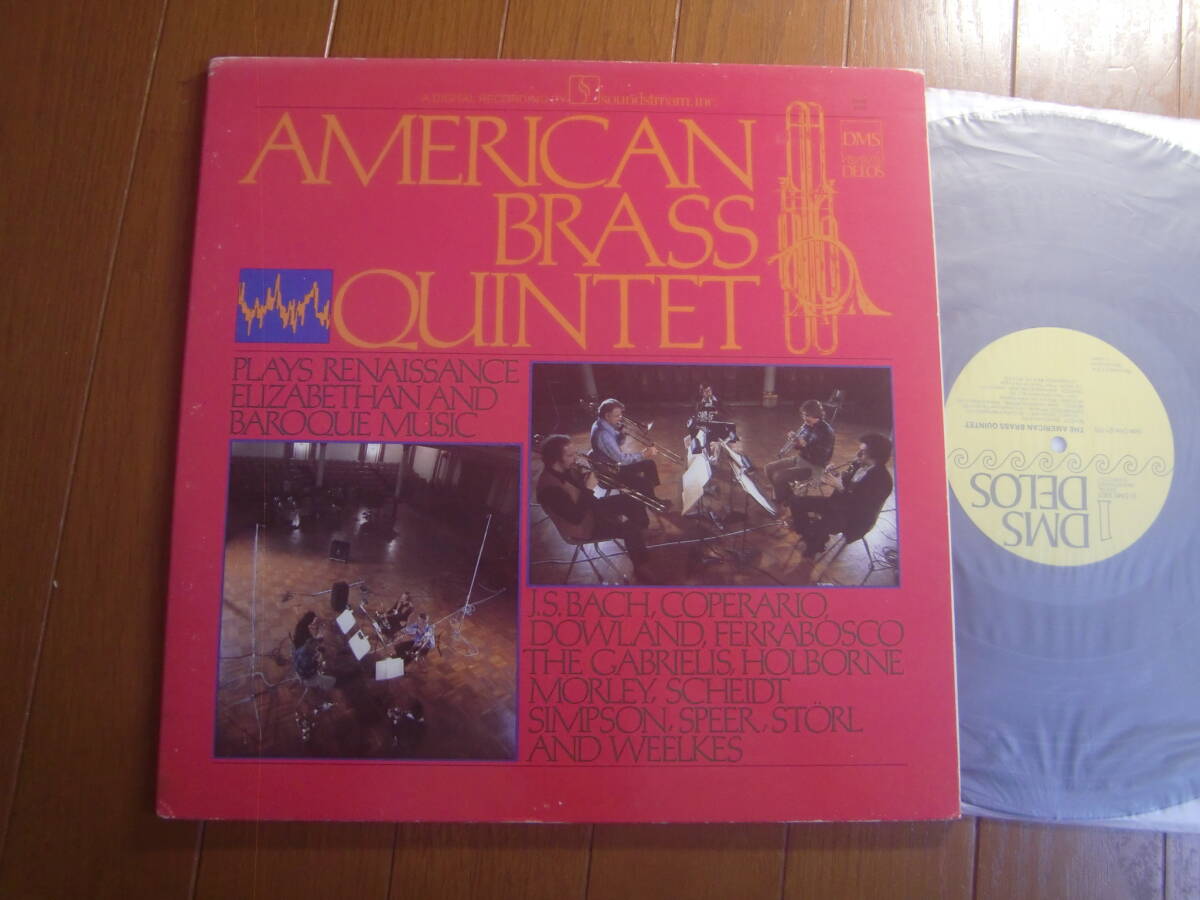 A DIGITAL RECORDING BY soundstream, inc.
AMERICAN
BRASS
QUINTET
DMS
DELOS
PLAYS RENAISSANCE
ELIZABETHAN AND
BAROQUE MUSIC
J.S. BACH, COPERARIO,
DOWLAND, FERRABOSCO
THE GABRIELIS, HOLBORNE
MORLEY, SCHEIDT
SIMPSON, SPEER, STÖRL
AND WEELKES
THE AMERICAN BRASS QUINTET
DMS
DELOS